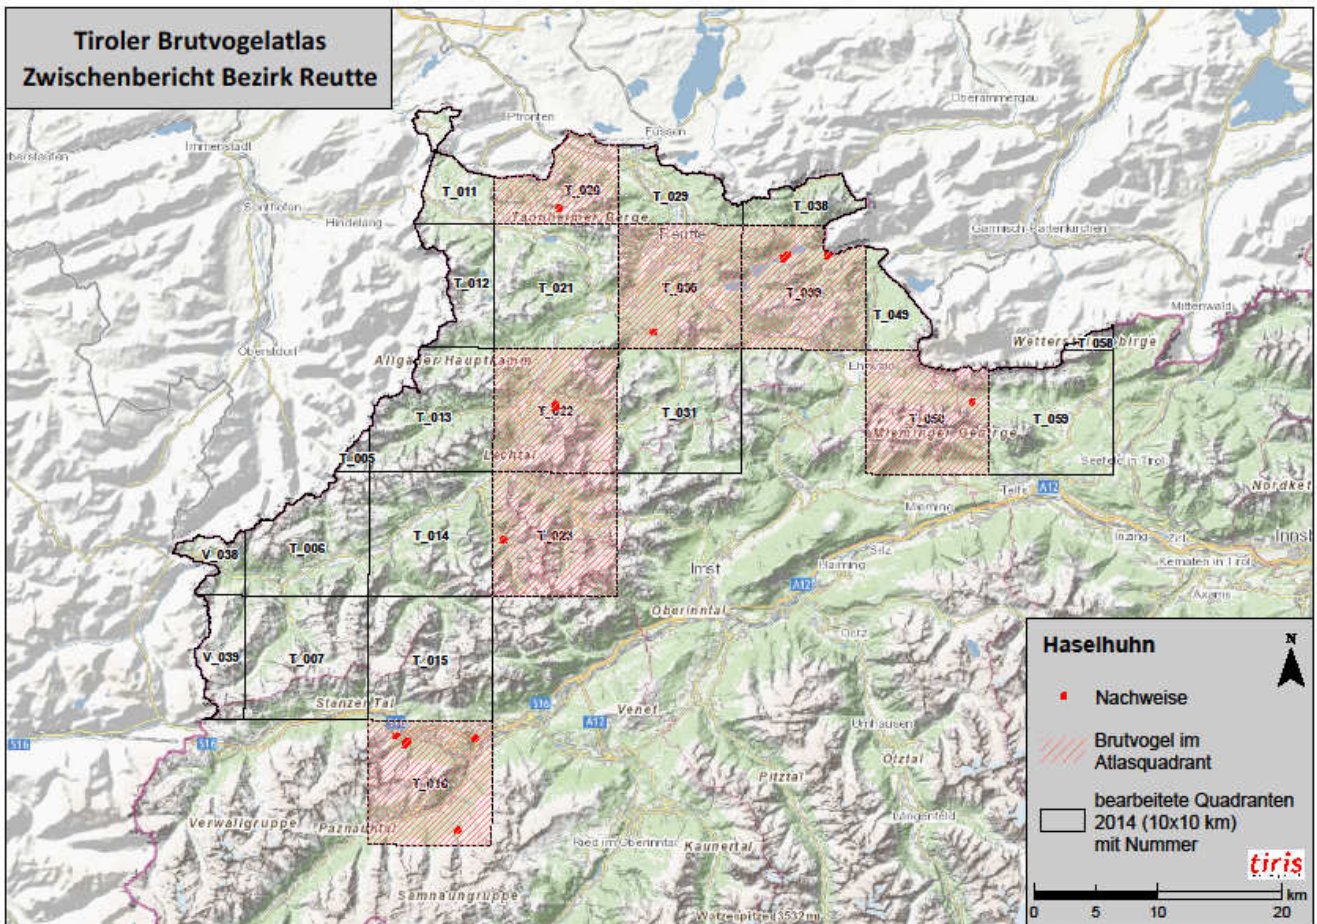 Tiroler Brutvogelatlas
Zwischenbericht Bezirk Reutte
Oberammergau
Pfronten
Füssen
Immenstadt
Sonthofen
Hindelang
T_011
T_020
T_029
T_038
Tannheimer Berge
Reutte
Garmisch-Partenkirchen
T_012
T_021
T_039
T_049
Mittenwald
Oberstdorf
T_058
Allgäuer Hauptkamm
Ehrwald
T_013
T_022
T_031
T_050
T_059
Mieminger Gebirge
Lechtal
T_005
Seefeld in Tirol
Telfs
A12
Mieming
V_038
T_006
T_014
T_023
Inzing
Zirl
Imst
Silz
Haiming
Kematen in Tirol
A12
Axams
Oberinntal
V_039
T_007
T_015
Oetz
Stanzer Tal
S16
Venet
A12
Umhausen
S16
S16
S16
T_016
Pitztal
Ötztal
Verwallgruppe
Paznauntal
Längenfeld
Ried im Oberinntal
Kaunertal
Samnaungruppe
Haselhuhn
N
Nachweise
Brutvogel im
Atlasquadrant
bearbeitete Quadranten
2014 (10x10 km)
mit Nummer
tiris
km
0 5 10 20